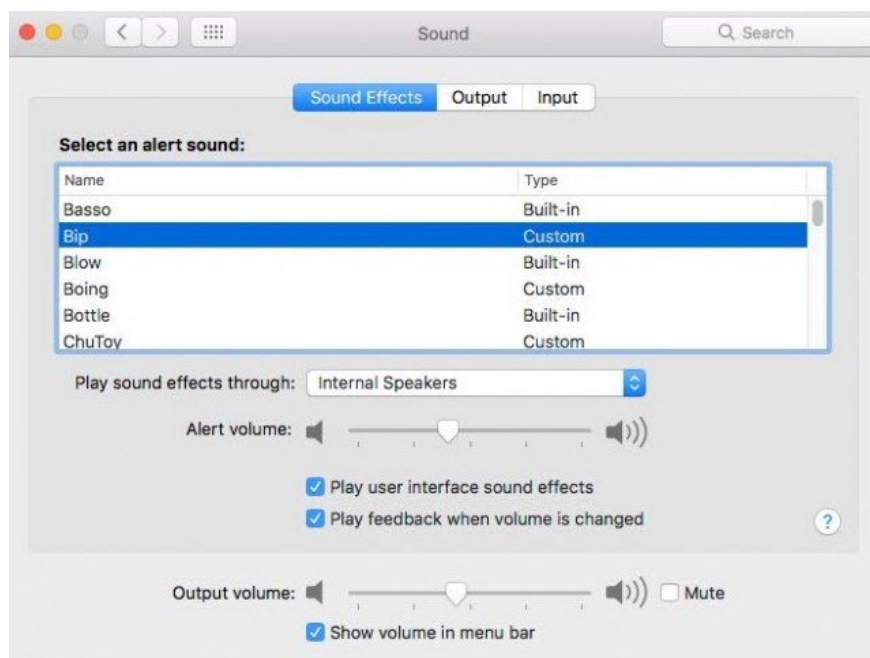 Sound
Search
Sound Effects Output Input
Select an alert sound:
Name Type
Basso Built-in
Bip Custom
Blow Built-in
Boing Custom
Bottle Built-in
ChuToy Custom
Play sound effects through: Internal Speakers
Alert volume:
Play user interface sound effects
Play feedback when volume is changed
?
Output volume: Mute
Show volume in menu bar